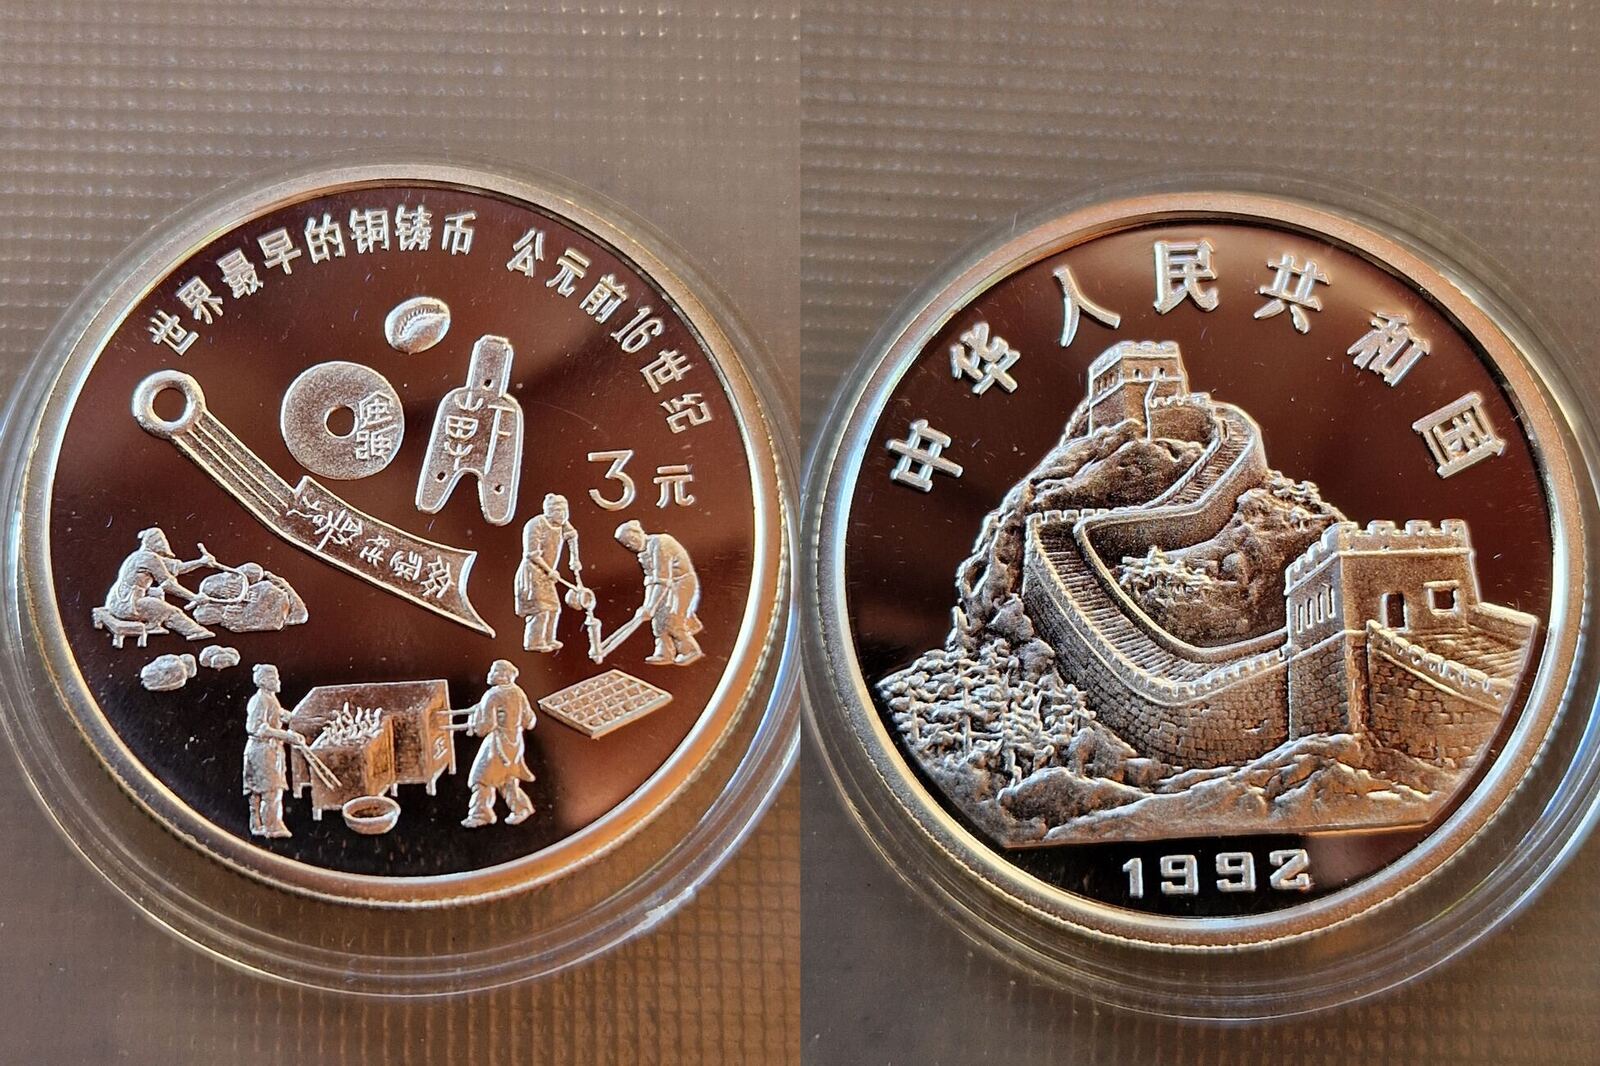 世界最早的铜铸币 公元前16世纪
3元
中华人民共和国
1992